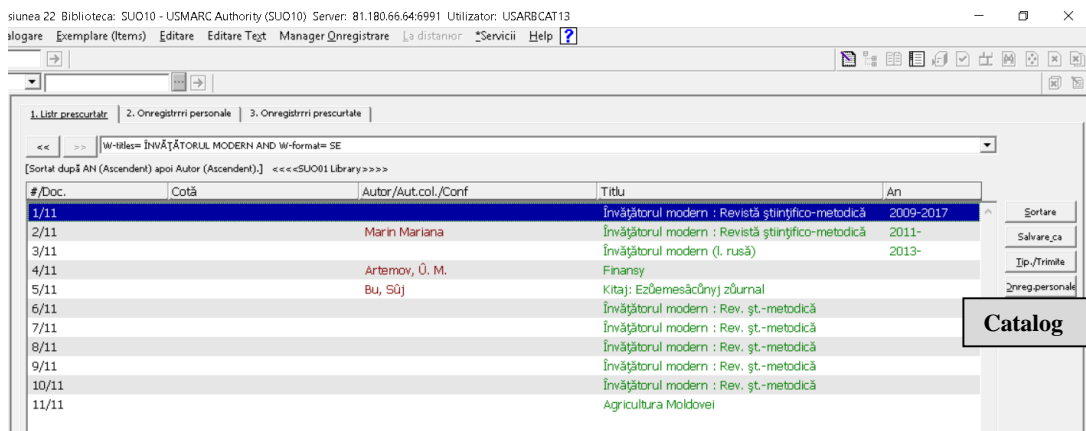 siunea 22 Biblioteca: SUO10 - USMARC Authority (SUO10) Server: 81.180.66.64:6991 Utilizator: USARBCAT13
alogare Exemplare (Items) Editare Editare Text Manager Onregistrare La distanțor *Servicii Help ?
1. Listr prescurtatr 2. Onregistrrri personale 3. Onregistrrri prescurtate
<< >> W-titles= ÎNVĂŢĂTORUL MODERN AND W-format= SE
[Sortat după AN (Ascendent) apoi Autor (Ascendent).] <<<<SUO01 Library>>>>
#/Doc. Cotă Autor/Aut.col./Conf Titlu An
1/11 Învăţătorul modern : Revistă ştiinţifico-metodică 2009-2017
2/11 Marin Mariana Învăţătorul modern : Revistă ştiinţifico-metodică 2011-
3/11 Învăţătorul modern (l. rusă) 2013-
4/11 Artemov, Û. M. Finansy
5/11 Bu, Sûj Kitaj: Ezůemesâcůnyj zůurnal
6/11 Învăţătorul modern : Rev. şt.-metodică
7/11 Învăţătorul modern : Rev. şt.-metodică
8/11 Învăţătorul modern : Rev. şt.-metodică
9/11 Învăţătorul modern : Rev. şt.-metodică
10/11 Învăţătorul modern : Rev. şt.-metodică
11/11 Agricultura Moldovei
Sortare
Salvare_ca
Tip./Trimite
Onreg.personale
Catalog